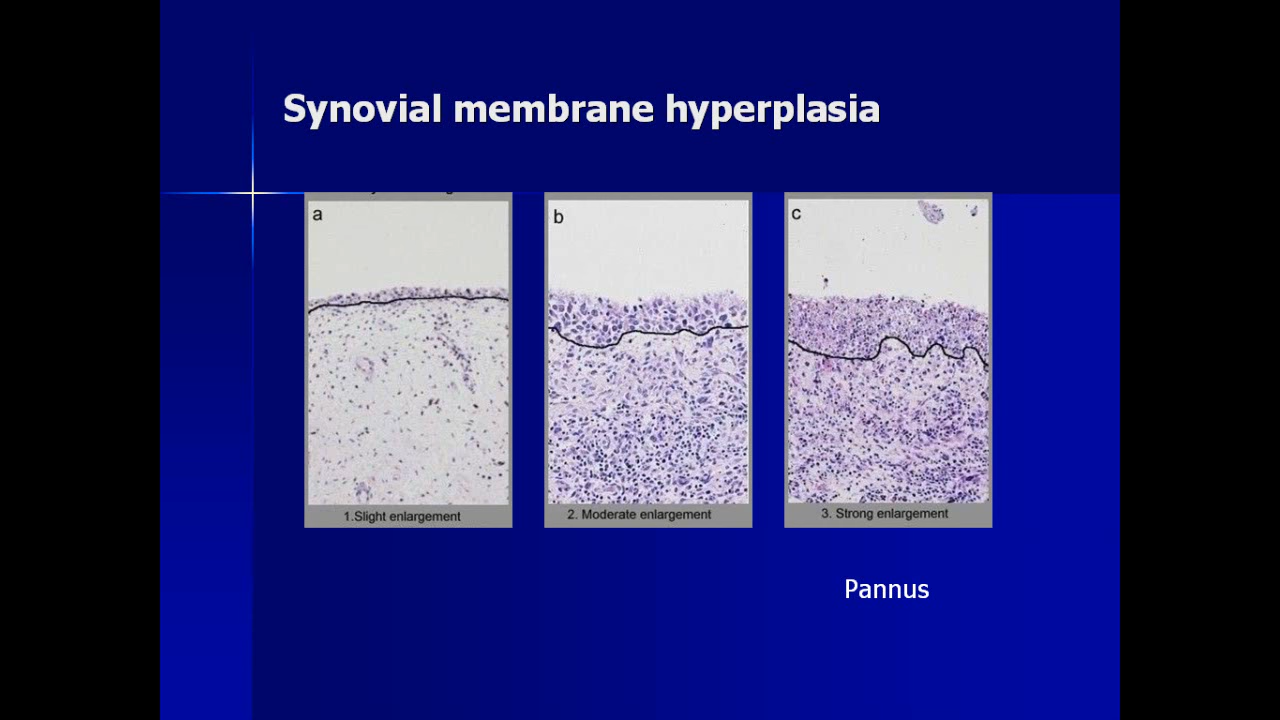 Synovial membrane hyperplasia
a
b
c
1.Slight enlargement
2. Moderate enlargement
3. Strong enlargement
Pannus